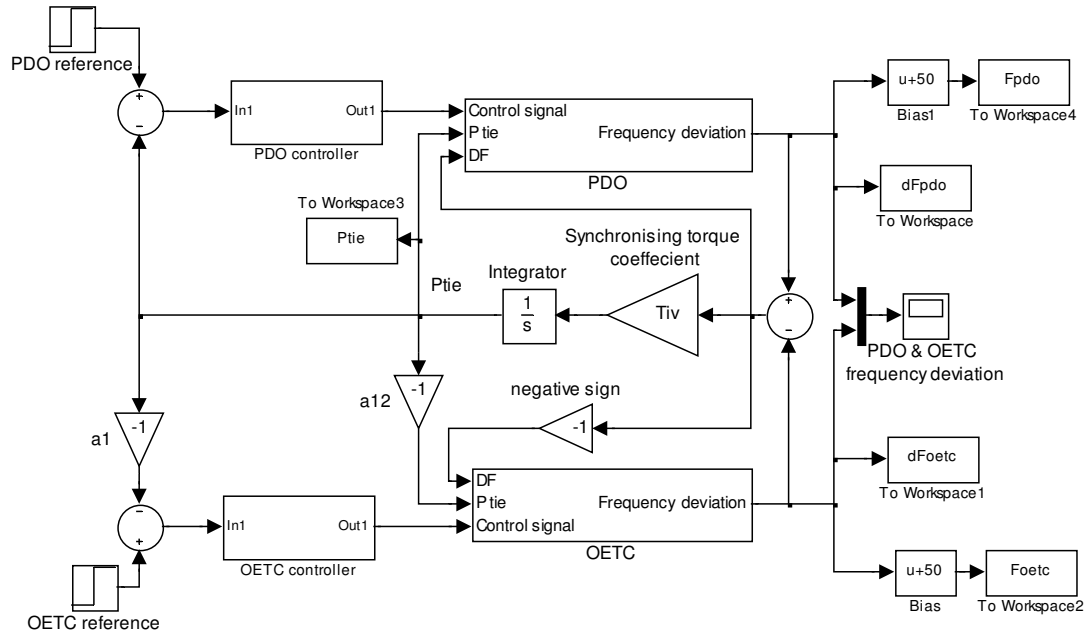 PDO reference
+
−
In1
Out1
PDO controller
Control signal
P tie
DF
Frequency deviation
PDO
u+50
Bias1
Fpdo
To Workspace4
dFpdo
To Workspace
To Workspace3
Ptie
Ptie
Integrator
1
s
Synchronising torque
coeffecient
Tiv
+
−
PDO & OETC
frequency deviation
a12
-1
negative sign
-1
a1
-1
−
+
In1
Out1
OETC controller
DF
P tie
Control signal
Frequency deviation
OETC
dFoetc
To Workspace1
u+50
Bias
Foetc
To Workspace2
OETC reference